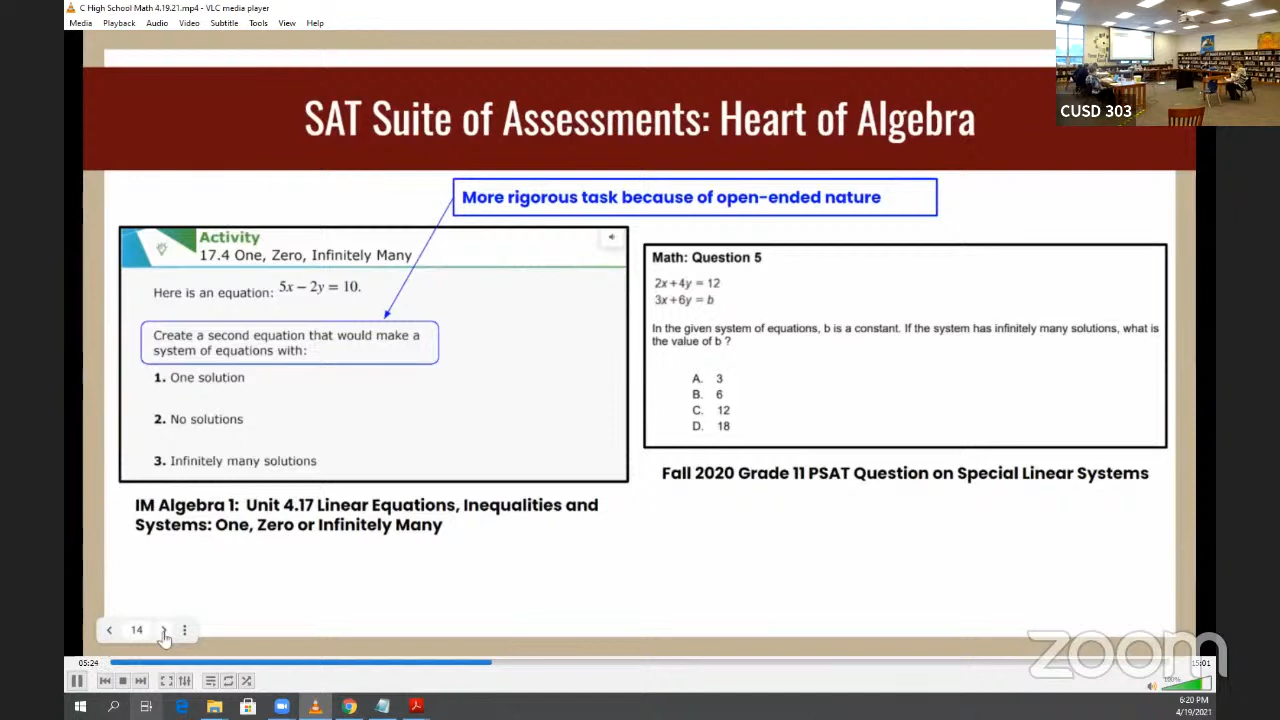 C High School Math 4.19.21.mp4 - VLC media player
Media Playback Audio Video Subtitle Tools View Help
CUSD 303
SAT Suite of Assessments: Heart of Algebra
More rigorous task because of open-ended nature
Activity
17.4 One, Zero, Infinitely Many
Here is an equation: 5x − 2y = 10.
Create a second equation that would make a
system of equations with:
1. One solution
2. No solutions
3. Infinitely many solutions
IM Algebra 1: Unit 4.17 Linear Equations, Inequalities and
Systems: One, Zero or Infinitely Many
Math: Question 5
2x+4y = 12
3x+6y = b
In the given system of equations, b is a constant. If the system has infinitely many solutions, what is
the value of b ?
A. 3
B. 6
C. 12
D. 18
Fall 2020 Grade 11 PSAT Question on Special Linear Systems
14
zoom
05:24
15:01
100%
6:20 PM
4/19/2021